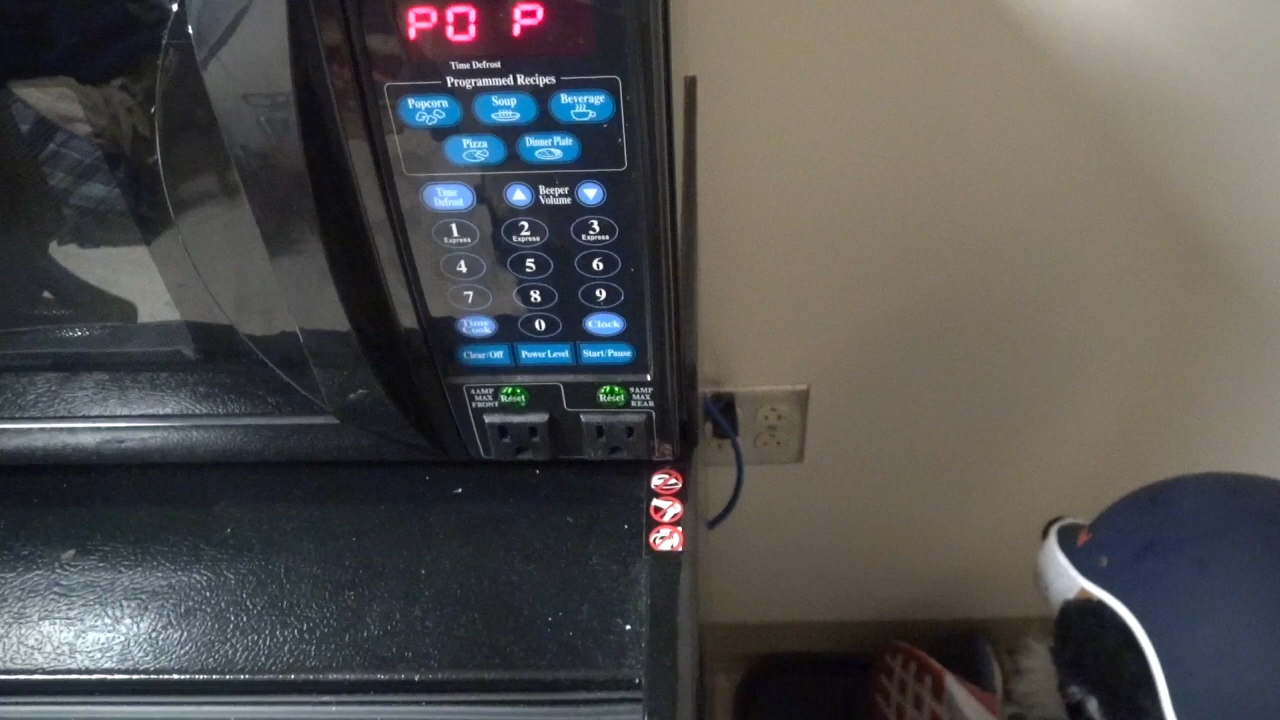 PO P
Time Defrost
Programmed Recipes
Popcorn Soup Beverage
Pizza Dinner Plate
Time Defrost
Beeper Volume
1 Express 2 Express 3 Express
4 5 6
7 8 9
Time Cook 0 Clock
Clear/Off Power Level Start/Pause
4AMP MAX FRONT Reset
Reset 9AMP MAX REAR